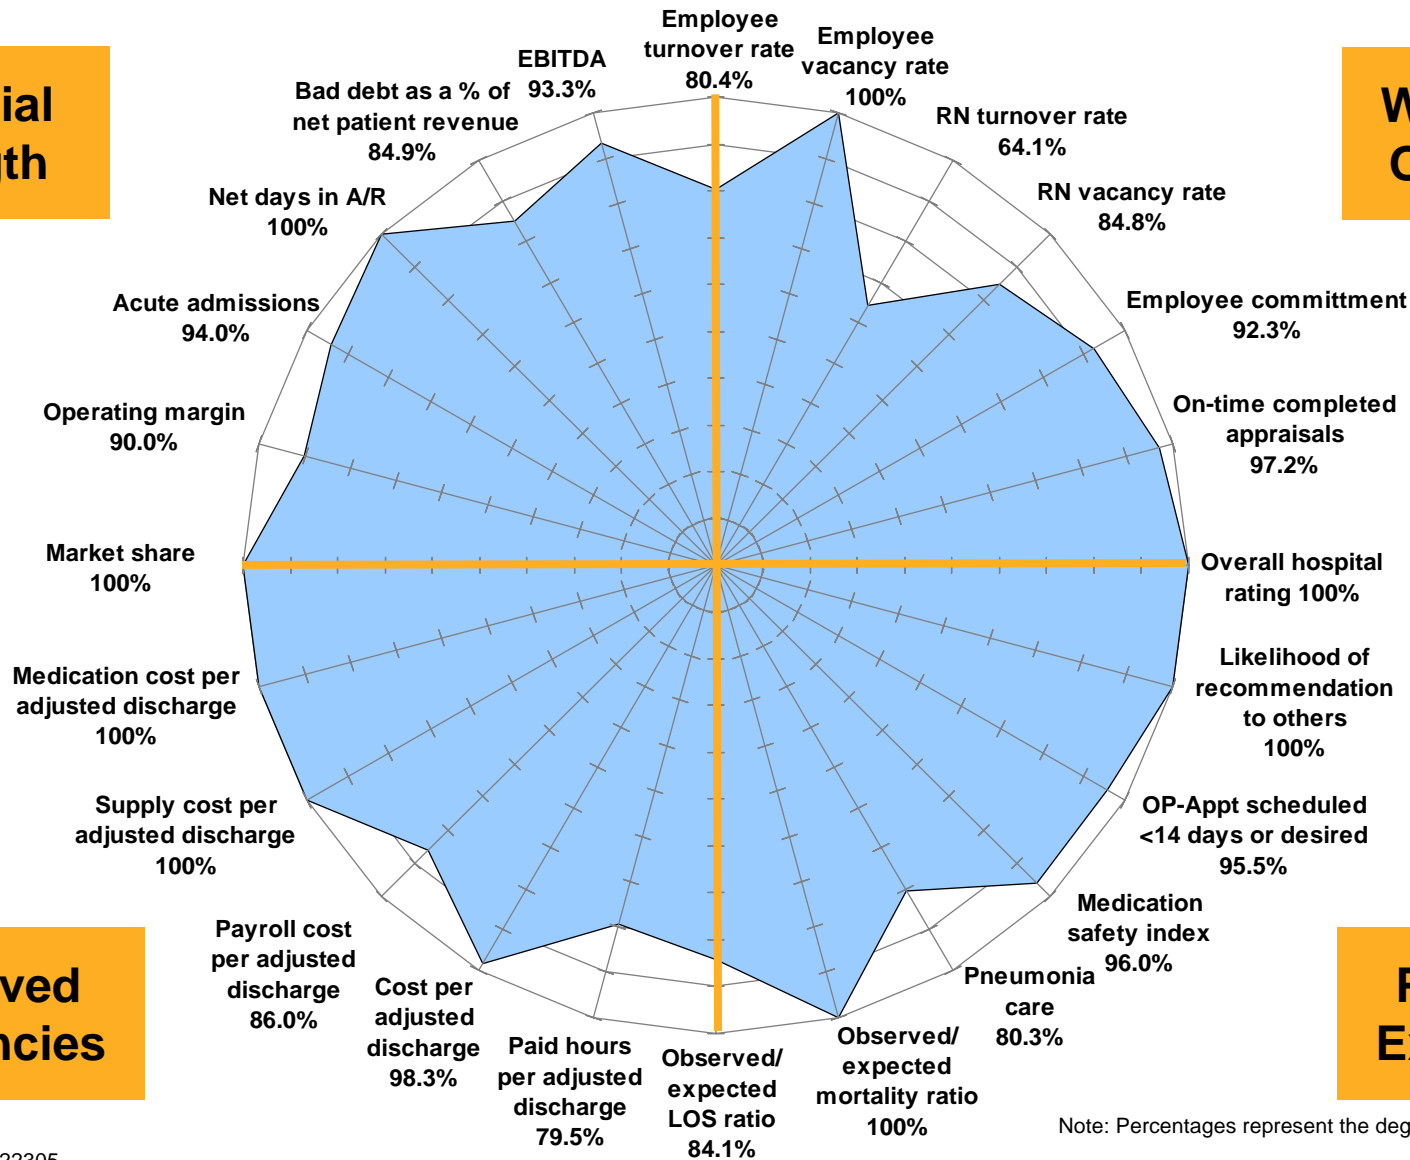 Employee
turnover rate
80.4%
Employee
vacancy rate
100%
RN turnover rate
64.1%
RN vacancy rate
84.8%
Employee committment
92.3%
On-time completed
appraisals
97.2%
Overall hospital
rating 100%
Likelihood of
recommendation
to others
100%
OP-Appt scheduled
<14 days or desired
95.5%
Medication
safety index
96.0%
Pneumonia
care
80.3%
Observed/
expected
mortality ratio
100%
Observed/
expected
LOS ratio
84.1%
Paid hours
per adjusted
discharge
79.5%
Cost per
adjusted
discharge
98.3%
Payroll cost
per adjusted
discharge
86.0%
Supply cost per
adjusted discharge
100%
Medication cost per
adjusted discharge
100%
Market share
100%
Operating margin
90.0%
Acute admissions
94.0%
Net days in A/R
100%
Bad debt as a % of
net patient revenue
84.9%
EBITDA
93.3%
ial
gth
ved
ncies
Note: Percentages represent the deg